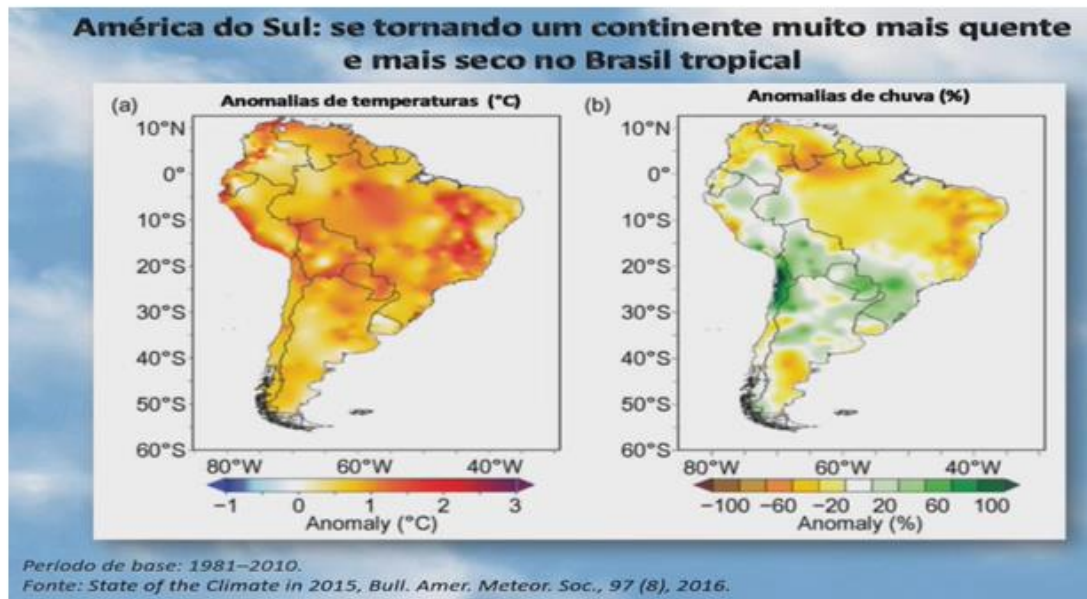 América do Sul: se tornando um continente muito mais quente
e mais seco no Brasil tropical
(a)
Anomalias de temperaturas (°C)
10°N
0°
10°S
20°S
30°S
40°S
50°S
60°S
80°W
60°W
40°W
−1
0
1
2
3
Anomaly (°C)
(b)
Anomalias de chuva (%)
10°N
0°
10°S
20°S
30°S
40°S
50°S
60°S
80°W
60°W
40°W
−100
−60
−20
20
60
100
Anomaly (%)
Período de base: 1981–2010.
Fonte: State of the Climate in 2015, Bull. Amer. Meteor. Soc., 97 (8), 2016.